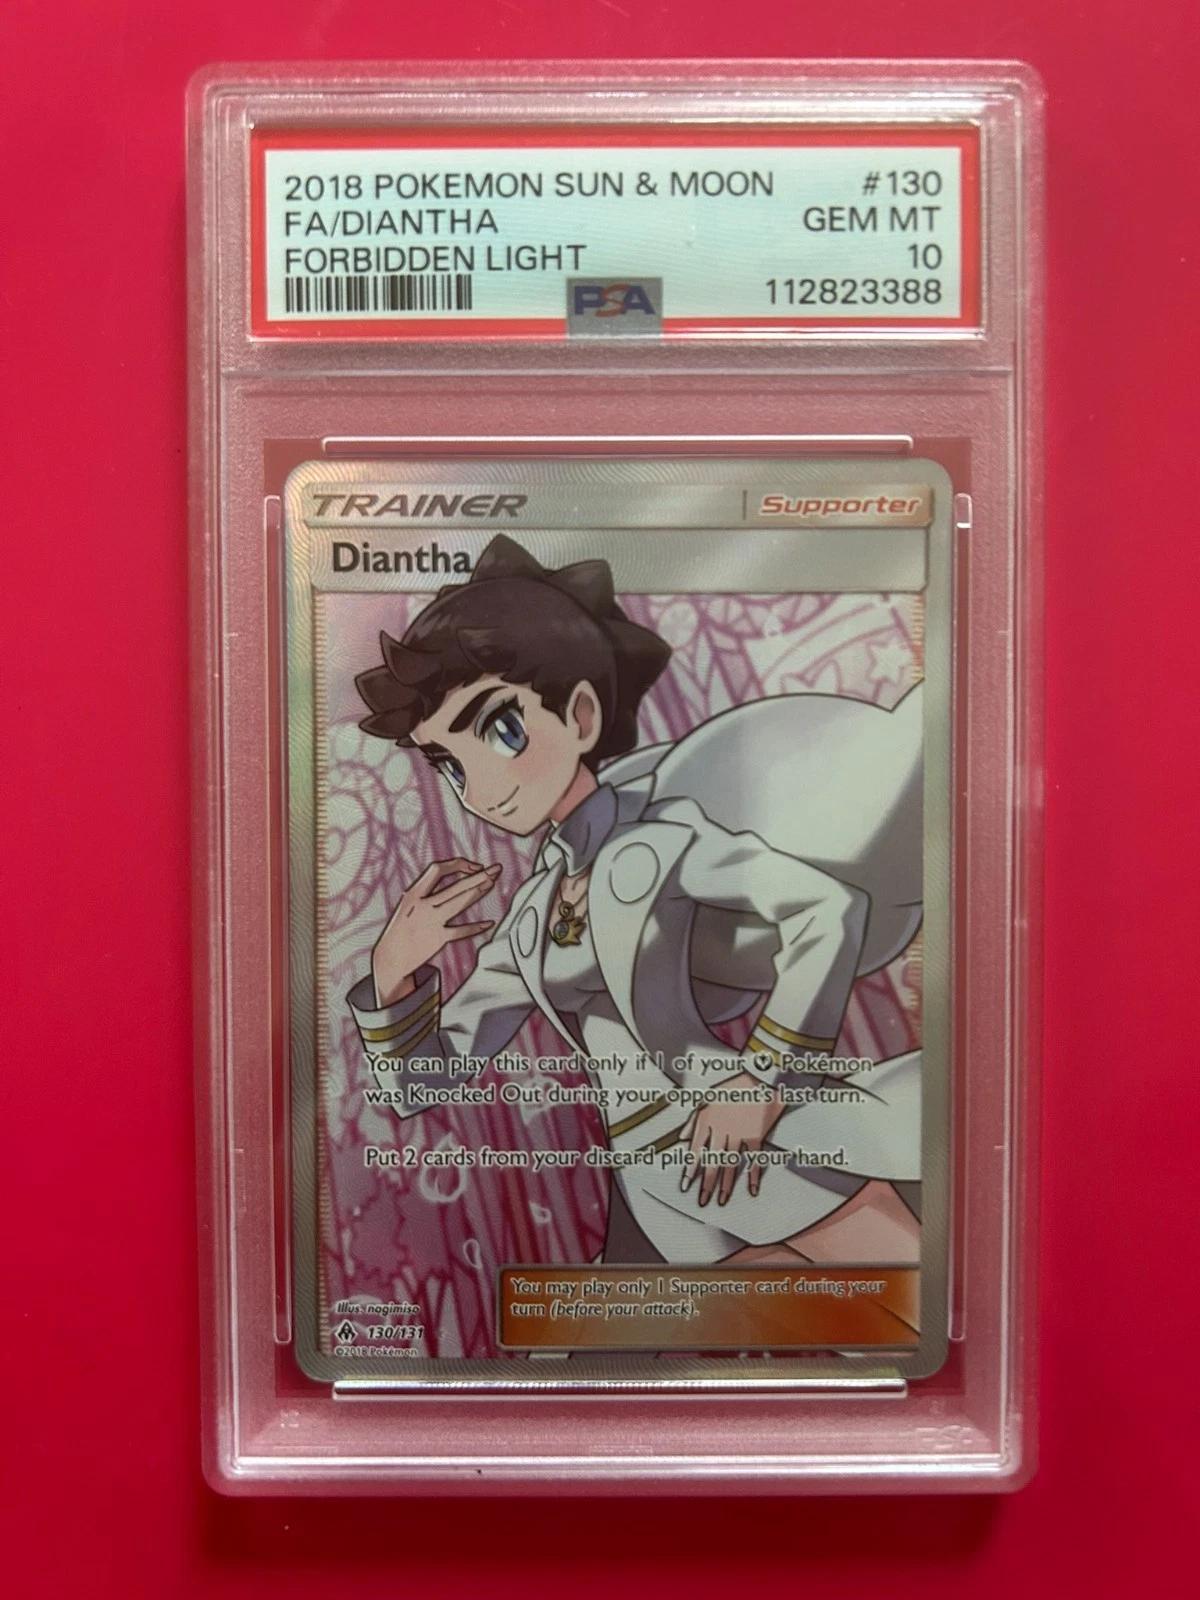 2018 POKEMON SUN & MOON #130
FA/DIANTHA GEM MT
FORBIDDEN LIGHT 10
PSA 112823388
TRAINER Supporter
Diantha
You can play this card only if 1 of your Pokémon
was Knocked Out during your opponent's last turn.
Put 2 cards from your discard pile into your hand.
You may play only 1 Supporter card during your
turn (before your attack).
Illus. nagimiso
130/131
©2018 Pokémon